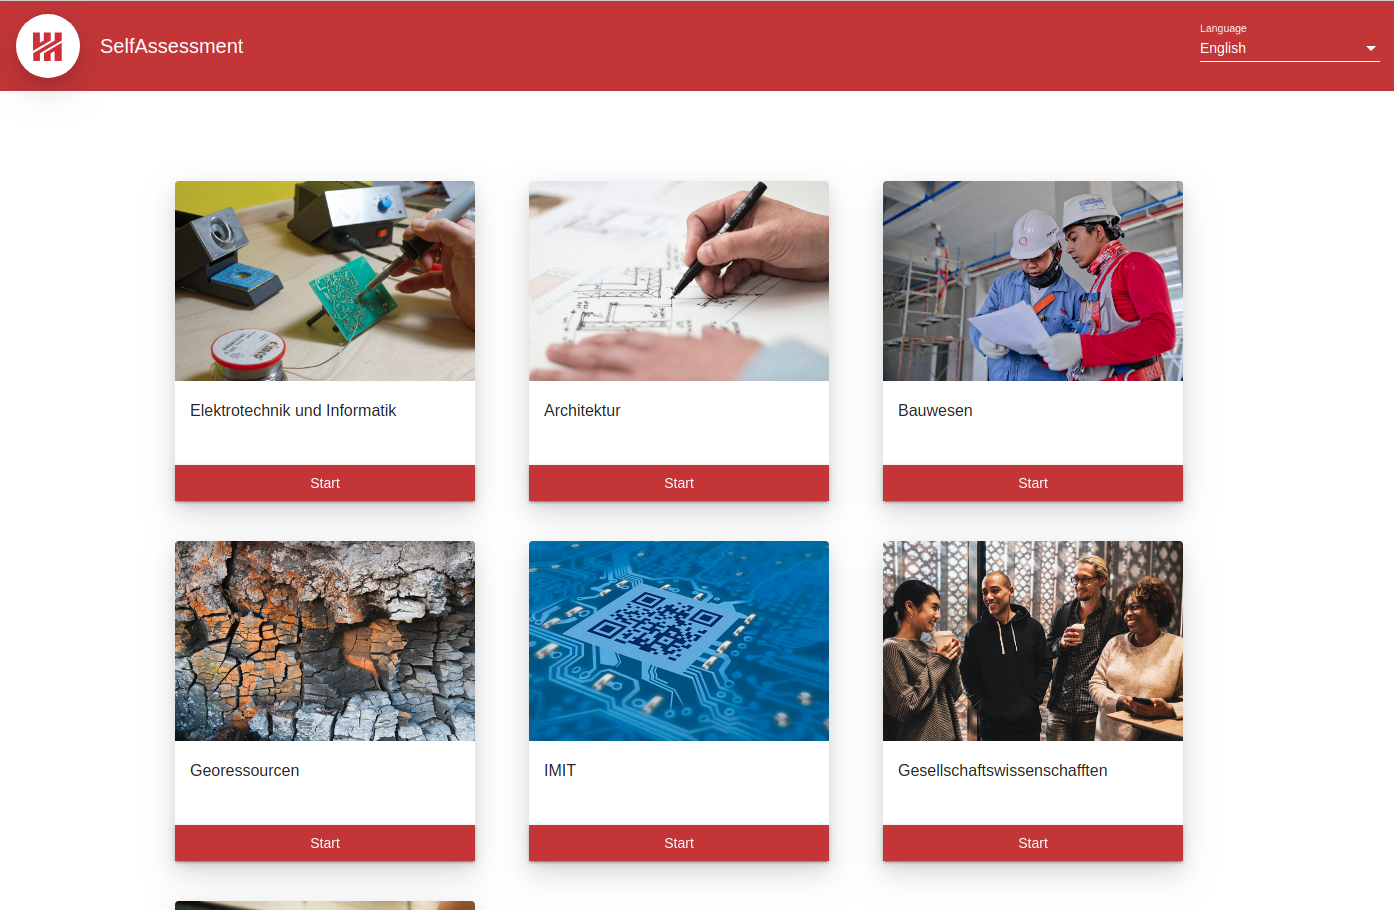 SelfAssessment
Language
English
Elektrotechnik und Informatik
Architektur
Bauwesen
Start
Start
Start
Georessourcen
IMIT
Gesellschaftswissenschafften
Start
Start
Start